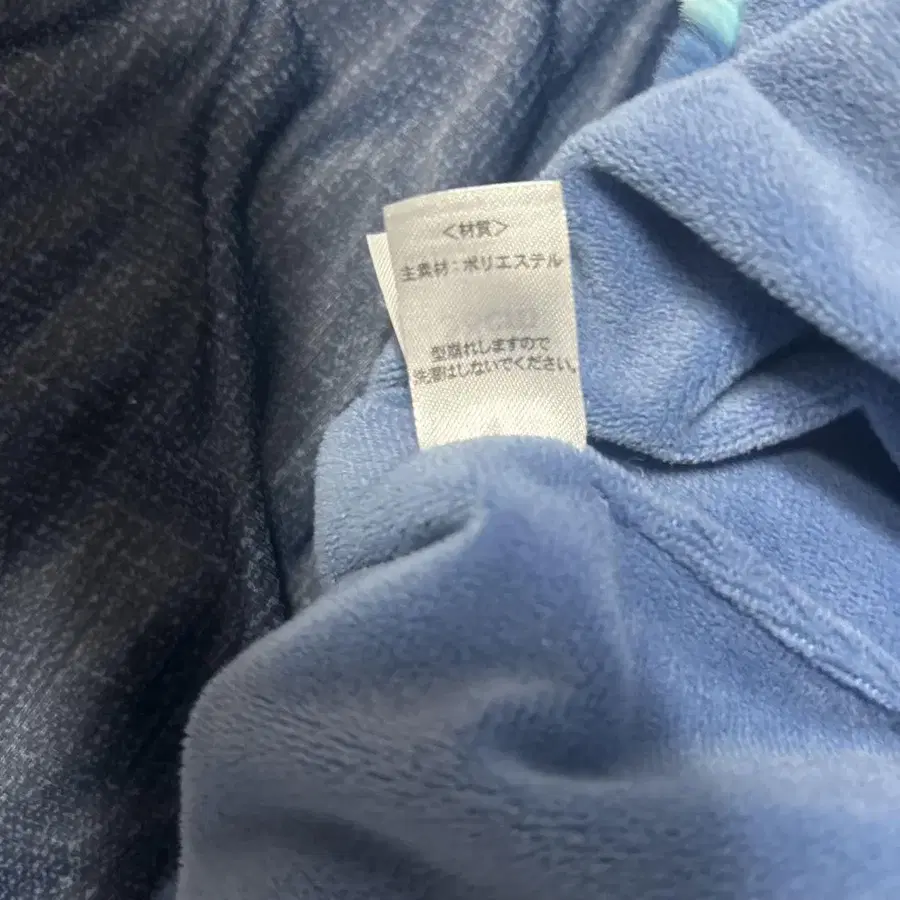 <材質>
主素材：ポリエステル
型崩れしますので
洗濯はしないでください。